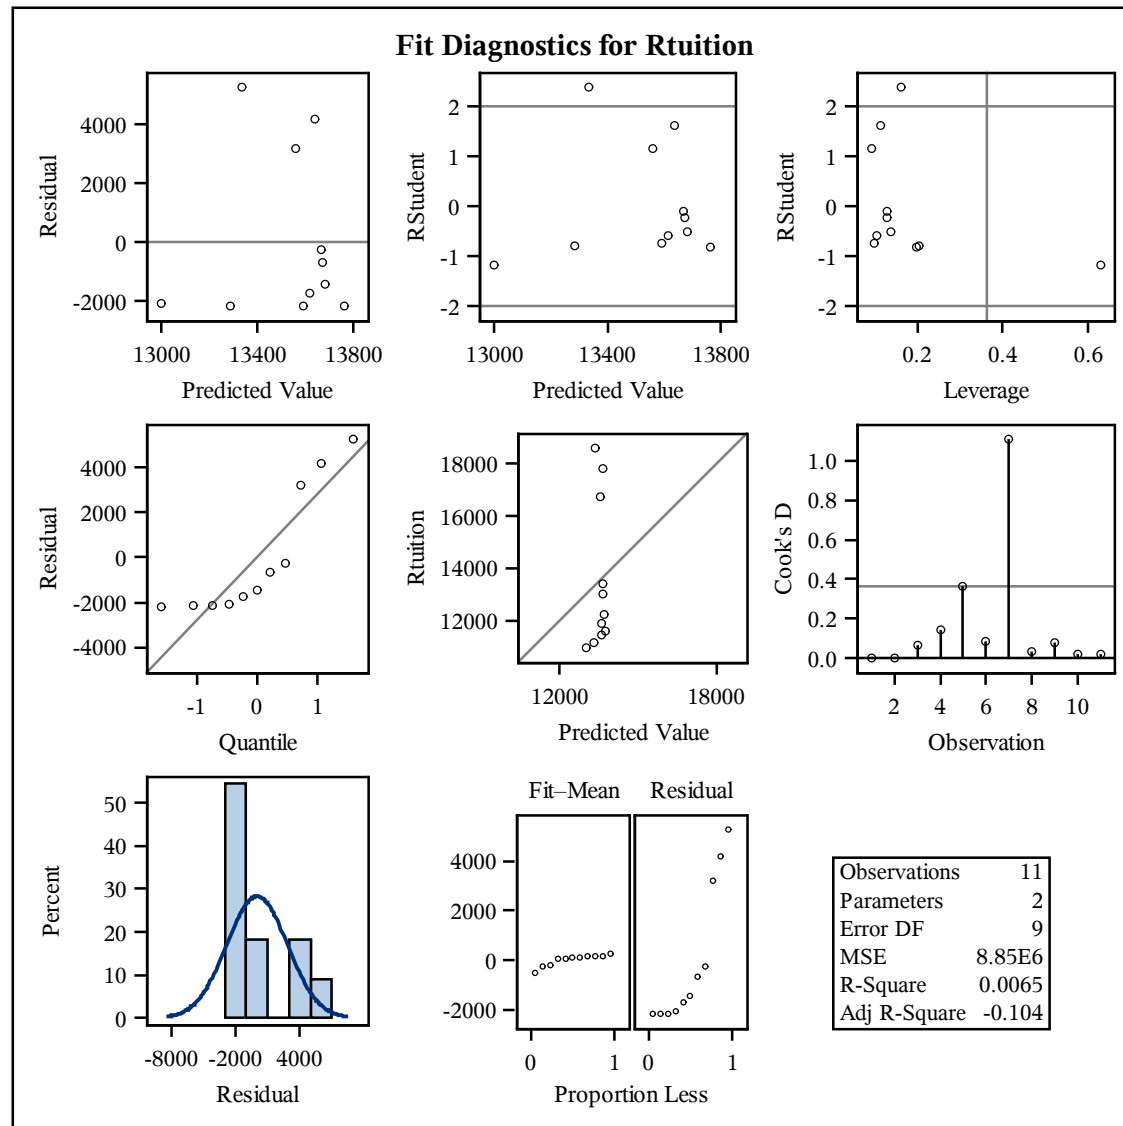 Fit Diagnostics for Rtuition
Residual
4000
2000
0
-2000
13000 13400 13800
Predicted Value
RStudent
2
1
0
-1
-2
13000 13400 13800
Predicted Value
RStudent
2
1
0
-1
-2
0.2 0.4 0.6
Leverage
Residual
4000
2000
0
-2000
-4000
-1 0 1
Quantile
Rtuition
18000
16000
14000
12000
12000 18000
Predicted Value
Cook's D
1.0
0.8
0.6
0.4
0.2
0.0
2 4 6 8 10
Observation
Percent
50
40
30
20
10
0
-8000 -2000 4000
Residual
Fit–Mean Residual
4000
2000
0
-2000
0 1 0 1
Proportion Less
Observations 11
Parameters 2
Error DF 9
MSE 8.85E6
R-Square 0.0065
Adj R-Square -0.104